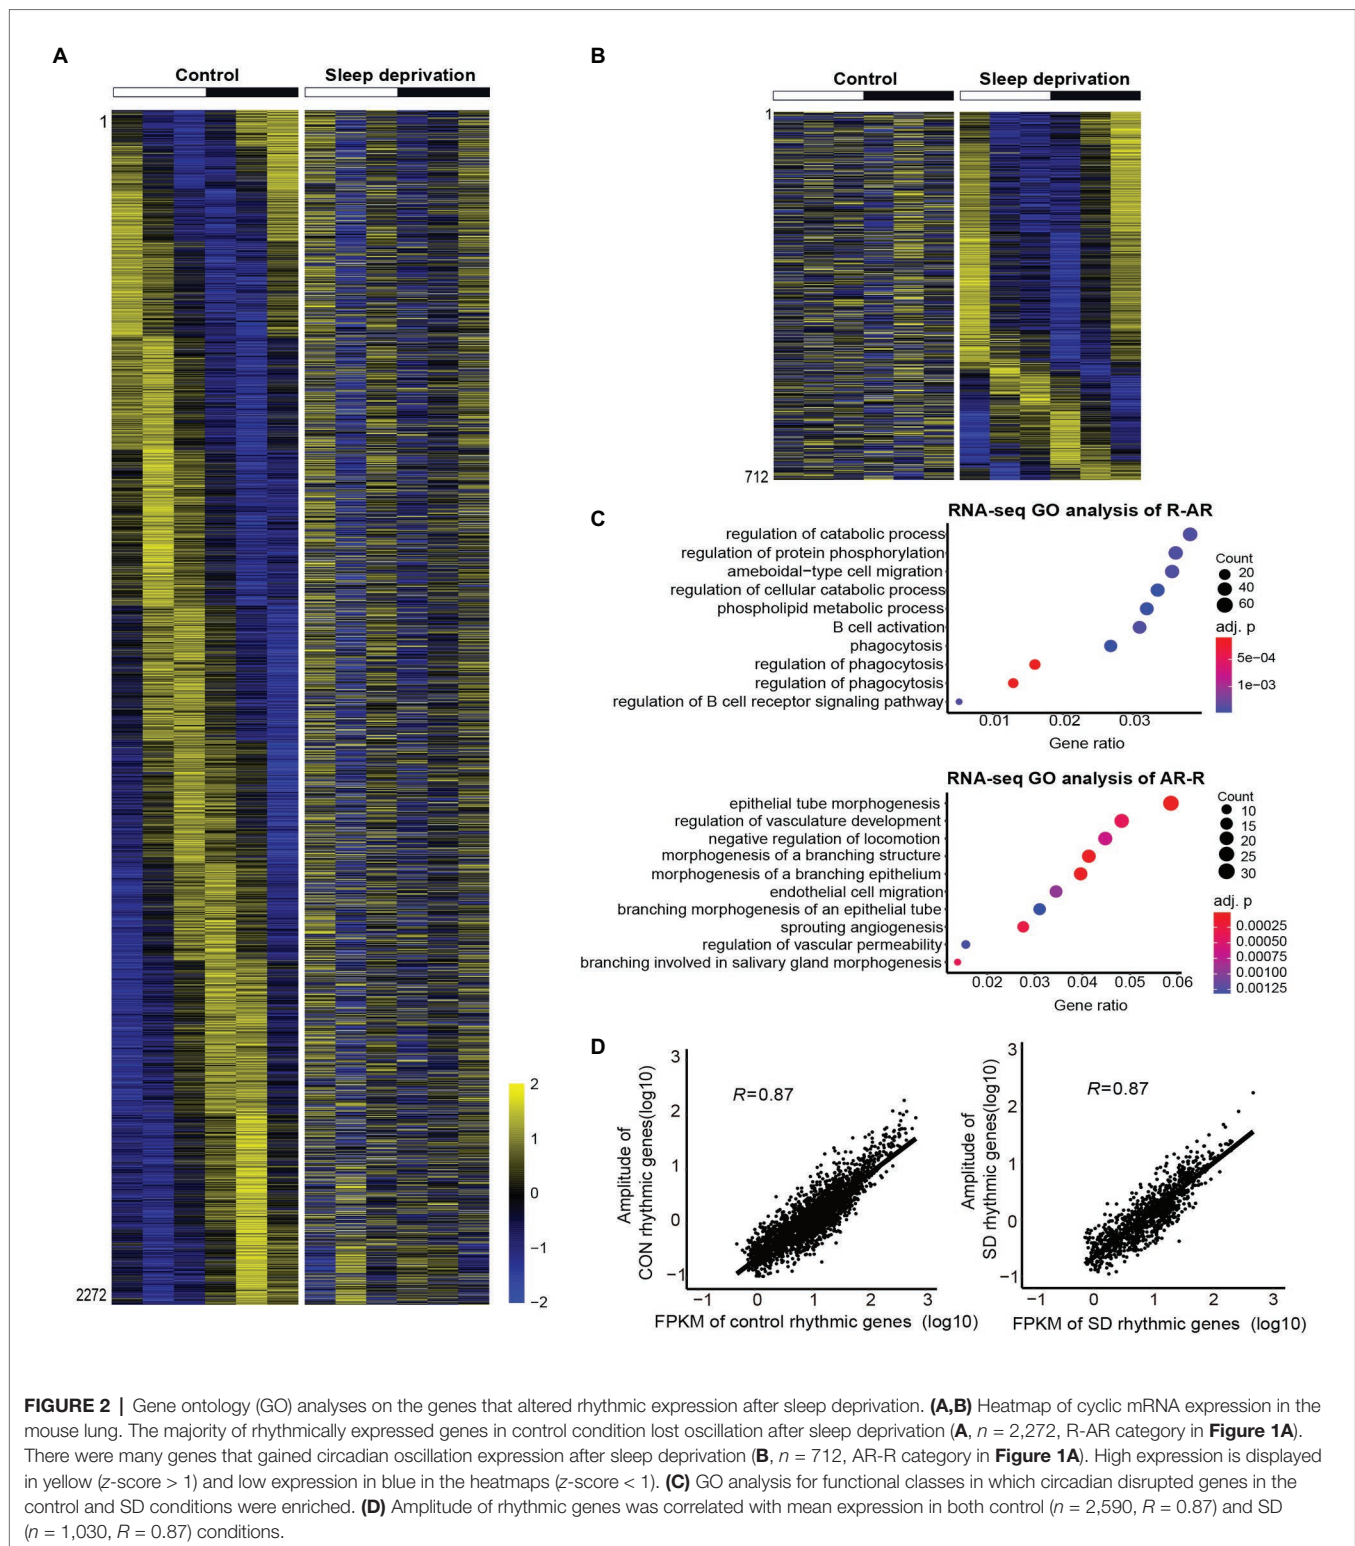 A
Control
Sleep deprivation
1
2272
2
1
0
−1
−2
B
Control
Sleep deprivation
1
712
C
RNA-seq GO analysis of R-AR
regulation of catabolic process
regulation of protein phosphorylation
ameboidal−type cell migration
regulation of cellular catabolic process
phospholipid metabolic process
B cell activation
phagocytosis
regulation of phagocytosis
regulation of phagocytosis
regulation of B cell receptor signaling pathway
0.01 0.02 0.03
Gene ratio
Count
20
40
60
adj. p
5e−04
1e−03
RNA-seq GO analysis of AR-R
epithelial tube morphogenesis
regulation of vasculature development
negative regulation of locomotion
morphogenesis of a branching structure
morphogenesis of a branching epithelium
endothelial cell migration
branching morphogenesis of an epithelial tube
sprouting angiogenesis
regulation of vascular permeability
branching involved in salivary gland morphogenesis
0.02 0.03 0.04 0.05 0.06
Gene ratio
Count
10
15
20
25
30
adj. p
0.00025
0.00050
0.00075
0.00100
0.00125
D
Amplitude of
CON rhythmic genes(log10)
3
2
1
0
−1
R=0.87
−1 0 1 2 3
FPKM of control rhythmic genes (log10)
Amplitude of
SD rhythmic genes(log10)
3
2
1
0
−1
R=0.87
−1 0 1 2 3
FPKM of SD rhythmic genes (log10)
FIGURE 2 | Gene ontology (GO) analyses on the genes that altered rhythmic expression after sleep deprivation. (A,B) Heatmap of cyclic mRNA expression in the
mouse lung. The majority of rhythmically expressed genes in control condition lost oscillation after sleep deprivation (A, n = 2,272, R-AR category in Figure 1A).
There were many genes that gained circadian oscillation expression after sleep deprivation (B, n = 712, AR-R category in Figure 1A). High expression is displayed
in yellow (z-score > 1) and low expression in blue in the heatmaps (z-score < 1). (C) GO analysis for functional classes in which circadian disrupted genes in the
control and SD conditions were enriched. (D) Amplitude of rhythmic genes was correlated with mean expression in both control (n = 2,590, R = 0.87) and SD
(n = 1,030, R = 0.87) conditions.